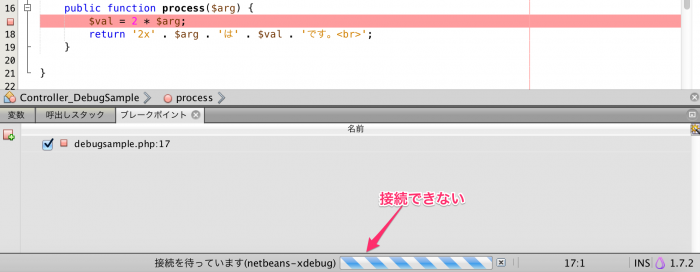 16 public function process($arg) {
$val = 2 * $arg;
18 return '2x' . $arg . 'は' . $val . 'です。<br>';
19 }
20
21 }
22
Controller_DebugSample process
変数 呼出しスタック ブレークポイント
名前
debugsample.php:17
接続できない
接続を待っています(netbeans-xdebug) 17:1 INS 1.7.2